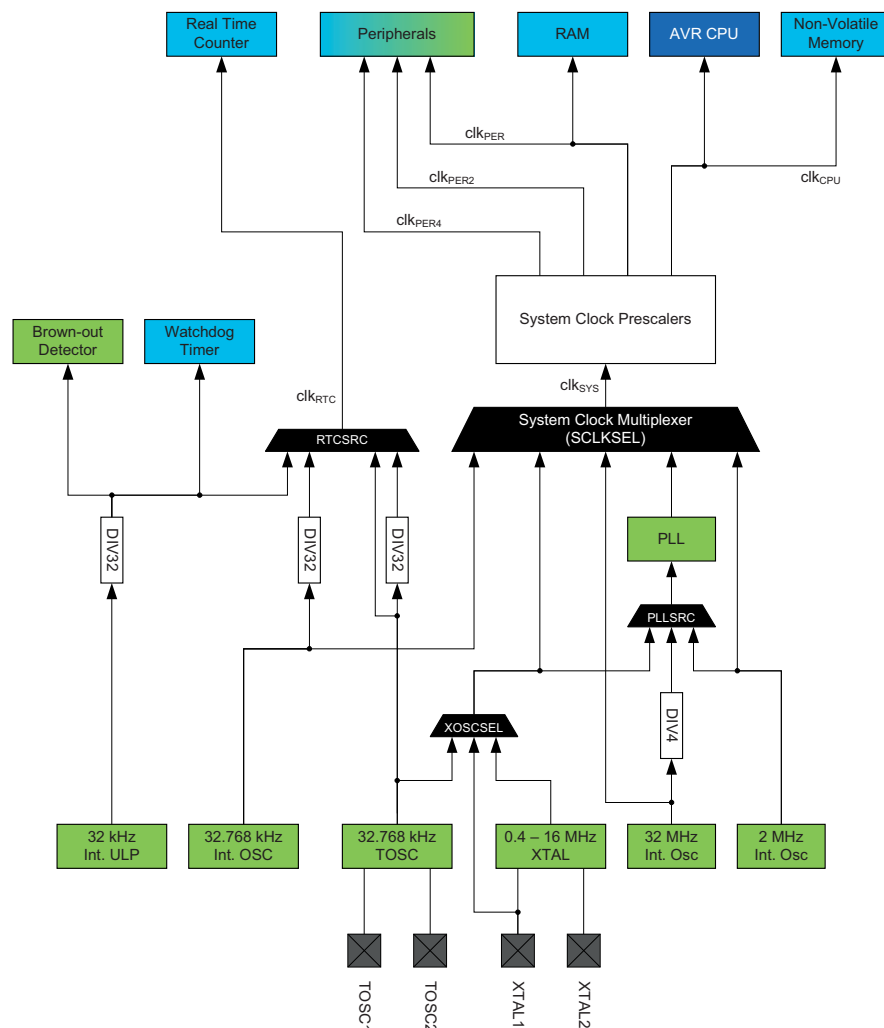 Real Time
Counter
Peripherals
RAM
AVR CPU
Non-Volatile
Memory
clkPER
clkPER2
clkCPU
clkPER4
System Clock Prescalers
Brown-out
Detector
Watchdog
Timer
clkSYS
clkRTC
System Clock Multiplexer
(SCLKSEL)
RTCSRC
DIV32
DIV32
DIV32
PLL
PLLSRC
XOSCSEL
DIV4
32 kHz
Int. ULP
32.768 kHz
Int. OSC
32.768 kHz
TOSC
0.4 – 16 MHz
XTAL
32 MHz
Int. Osc
2 MHz
Int. Osc
TOSC1
TOSC2
XTAL1
XTAL2